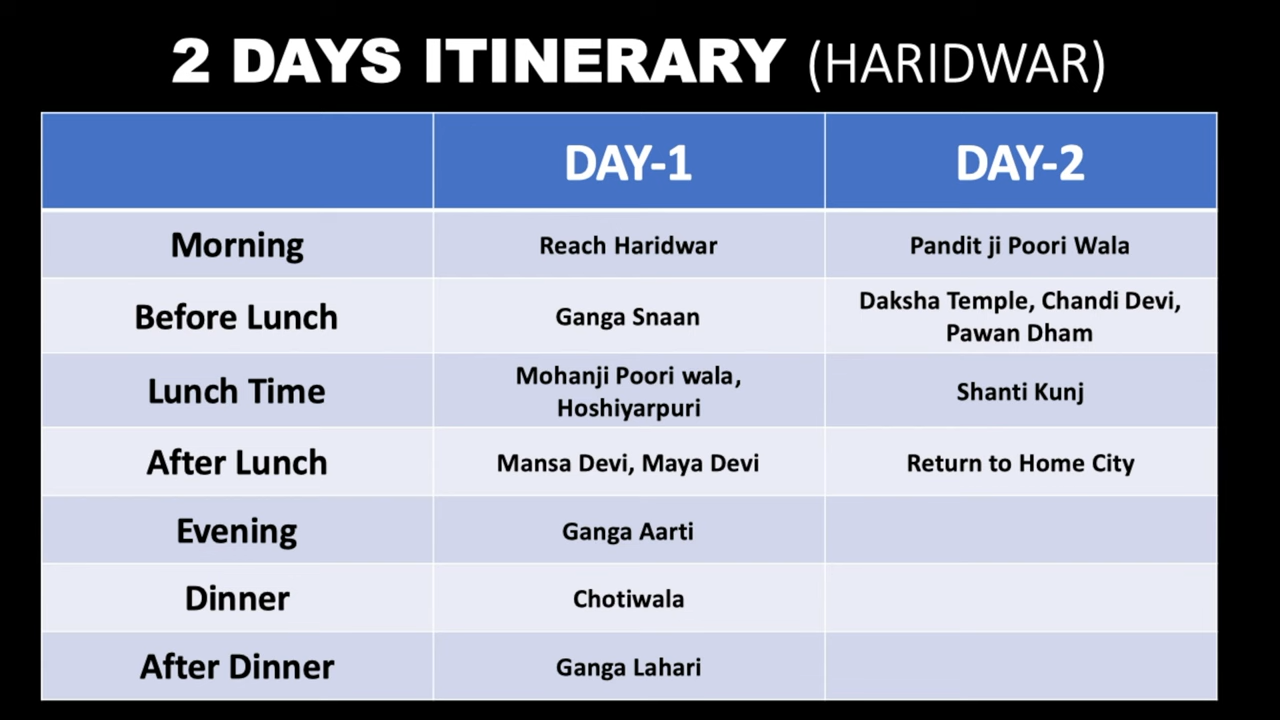 2 DAYS ITINERARY (HARIDWAR)
DAY-1 DAY-2
Morning Reach Haridwar Pandit ji Poori Wala
Before Lunch Ganga Snaan Daksha Temple, Chandi Devi,
Pawan Dham
Lunch Time Mohanji Poori wala, Shanti Kunj
Hoshiyarpuri
After Lunch Mansa Devi, Maya Devi Return to Home City
Evening Ganga Aarti
Dinner Chotiwala
After Dinner Ganga Lahari